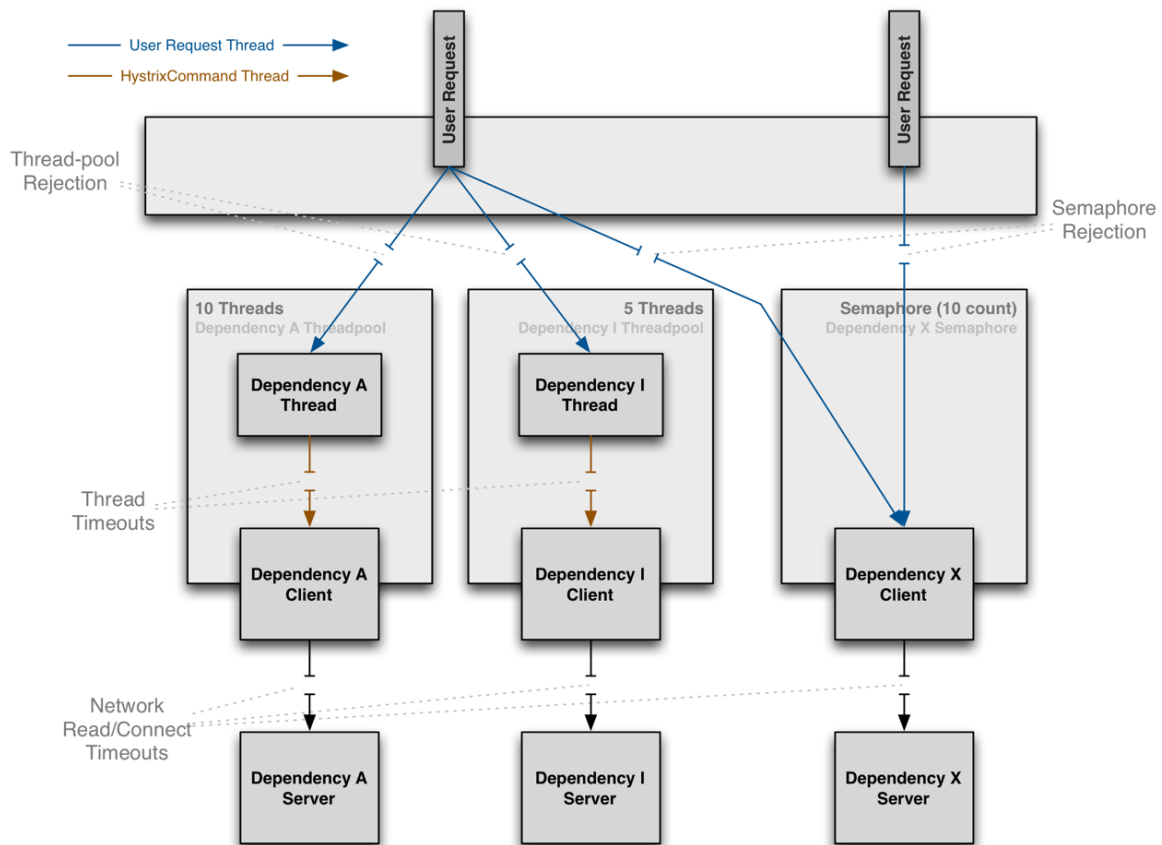 User Request Thread
HystrixCommand Thread
User Request
User Request
Thread-pool
Rejection
Semaphore
Rejection
10 Threads
Dependency A Threadpool
5 Threads
Dependency I Threadpool
Semaphore (10 count)
Dependency X Semaphore
Dependency A
Thread
Dependency I
Thread
Thread
Timeouts
Dependency A
Client
Dependency I
Client
Dependency X
Client
Network
Read/Connect
Timeouts
Dependency A
Server
Dependency I
Server
Dependency X
Server